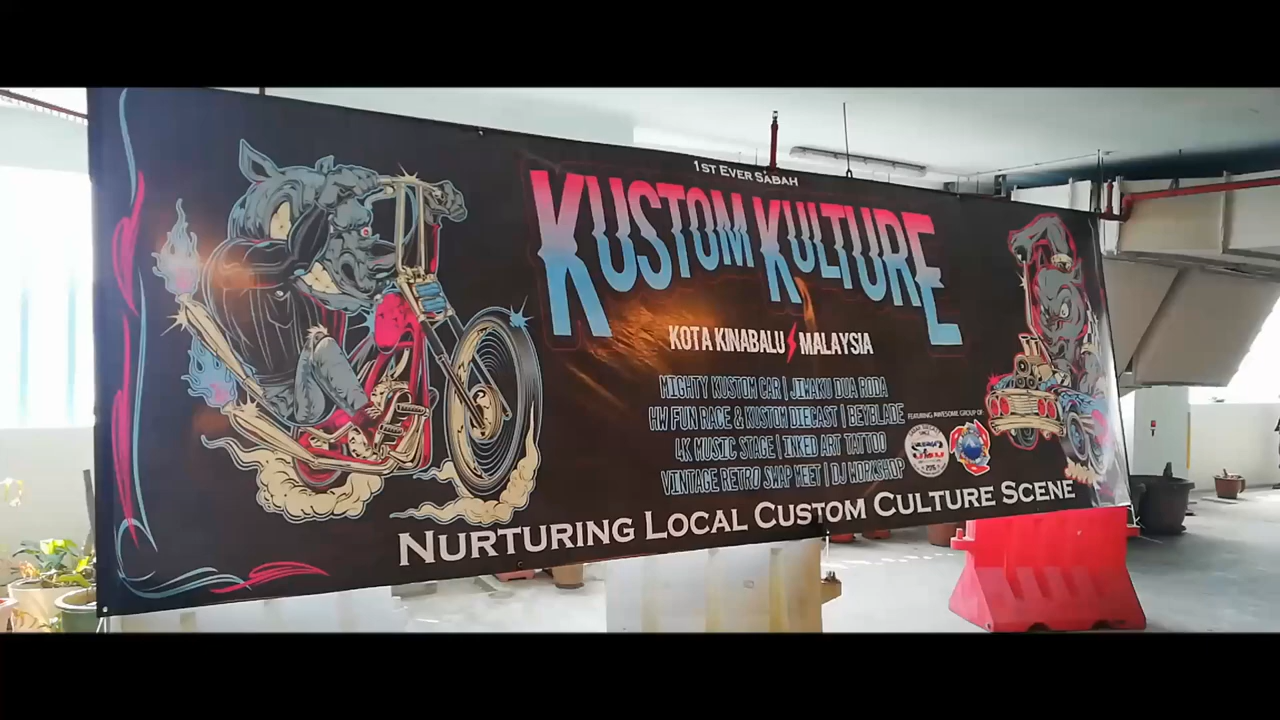 1ST EVER SABAH
KUSTOM KULTURE
KOTA KINABALU MALAYSIA
MIGHTY KUSTOM CAR | JIWAKU DUA RODA
HW FUN RACE & KUSTOM DIECAST | BEYBLADE
4K MUSIC STAGE | INKED ART TATTOO
VINTAGE RETRO SWAP MEET | DJ WORKSHOP
FEATURING AWESOME GROUP OF:
NURTURING LOCAL CUSTOM CULTURE SCENE